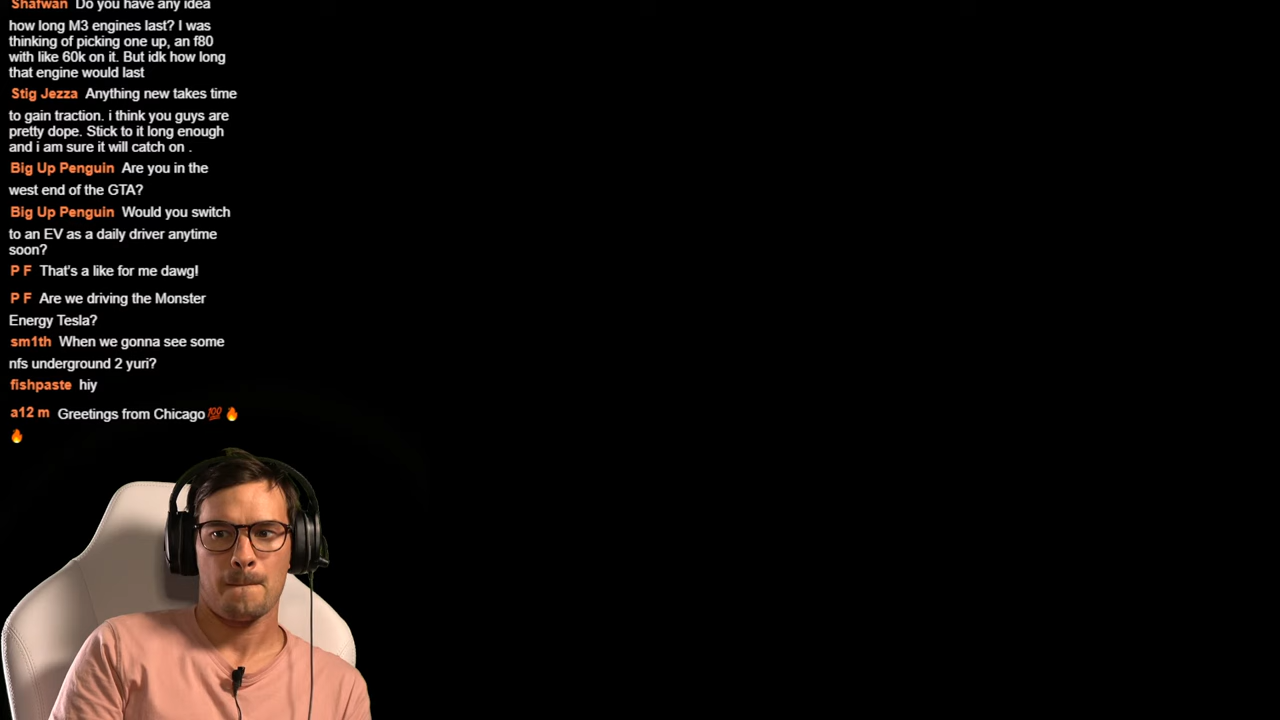 Shafwan Do you have any idea
how long M3 engines last? I was
thinking of picking one up, an f80
with like 60k on it. But idk how long
that engine would last
Stig Jezza Anything new takes time
to gain traction. i think you guys are
pretty dope. Stick to it long enough
and i am sure it will catch on .
Big Up Penguin Are you in the
west end of the GTA?
Big Up Penguin Would you switch
to an EV as a daily driver anytime
soon?
P F That's a like for me dawg!
P F Are we driving the Monster
Energy Tesla?
sm1th When we gonna see some
nfs underground 2 yuri?
fishpaste hiy
a12 m Greetings from Chicago💯🔥
🔥